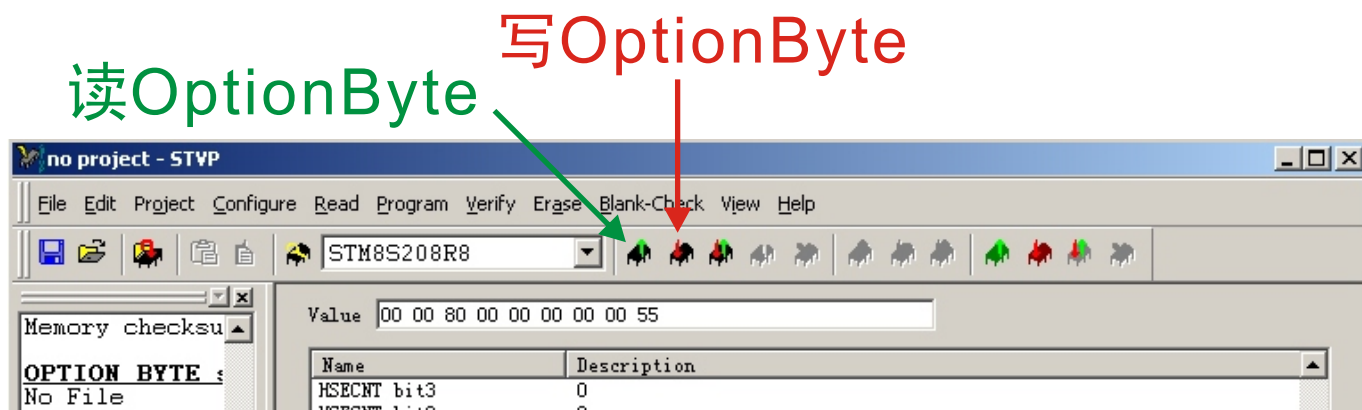 写OptionByte
读OptionByte
no project - STVP
File Edit Project Configure Read Program Verify Erase Blank-Check View Help
STM8S208R8
Value 00 00 80 00 00 00 00 00 55
Memory checksu
Name Description
OPTION BYTE
HSECNT bit3 0
No File